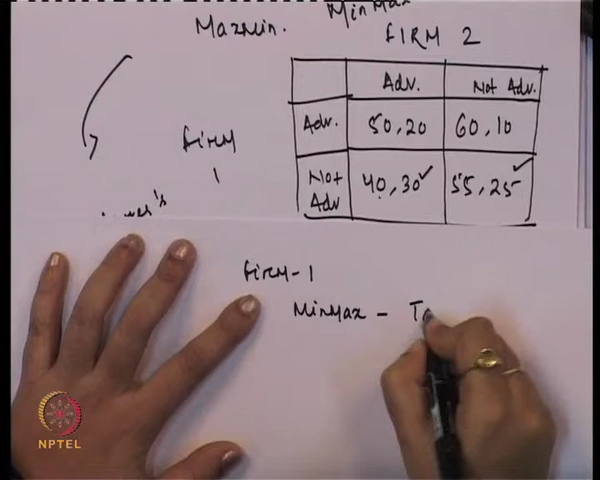 MaxMin. MinMax
FIRM 2
Adv. Not Adv.
Firm 1
Adv. 50,20 60,10
Not Adv 40,30 ✓ 55,25 ✓
Firm-1
MinMax -
NPTEL